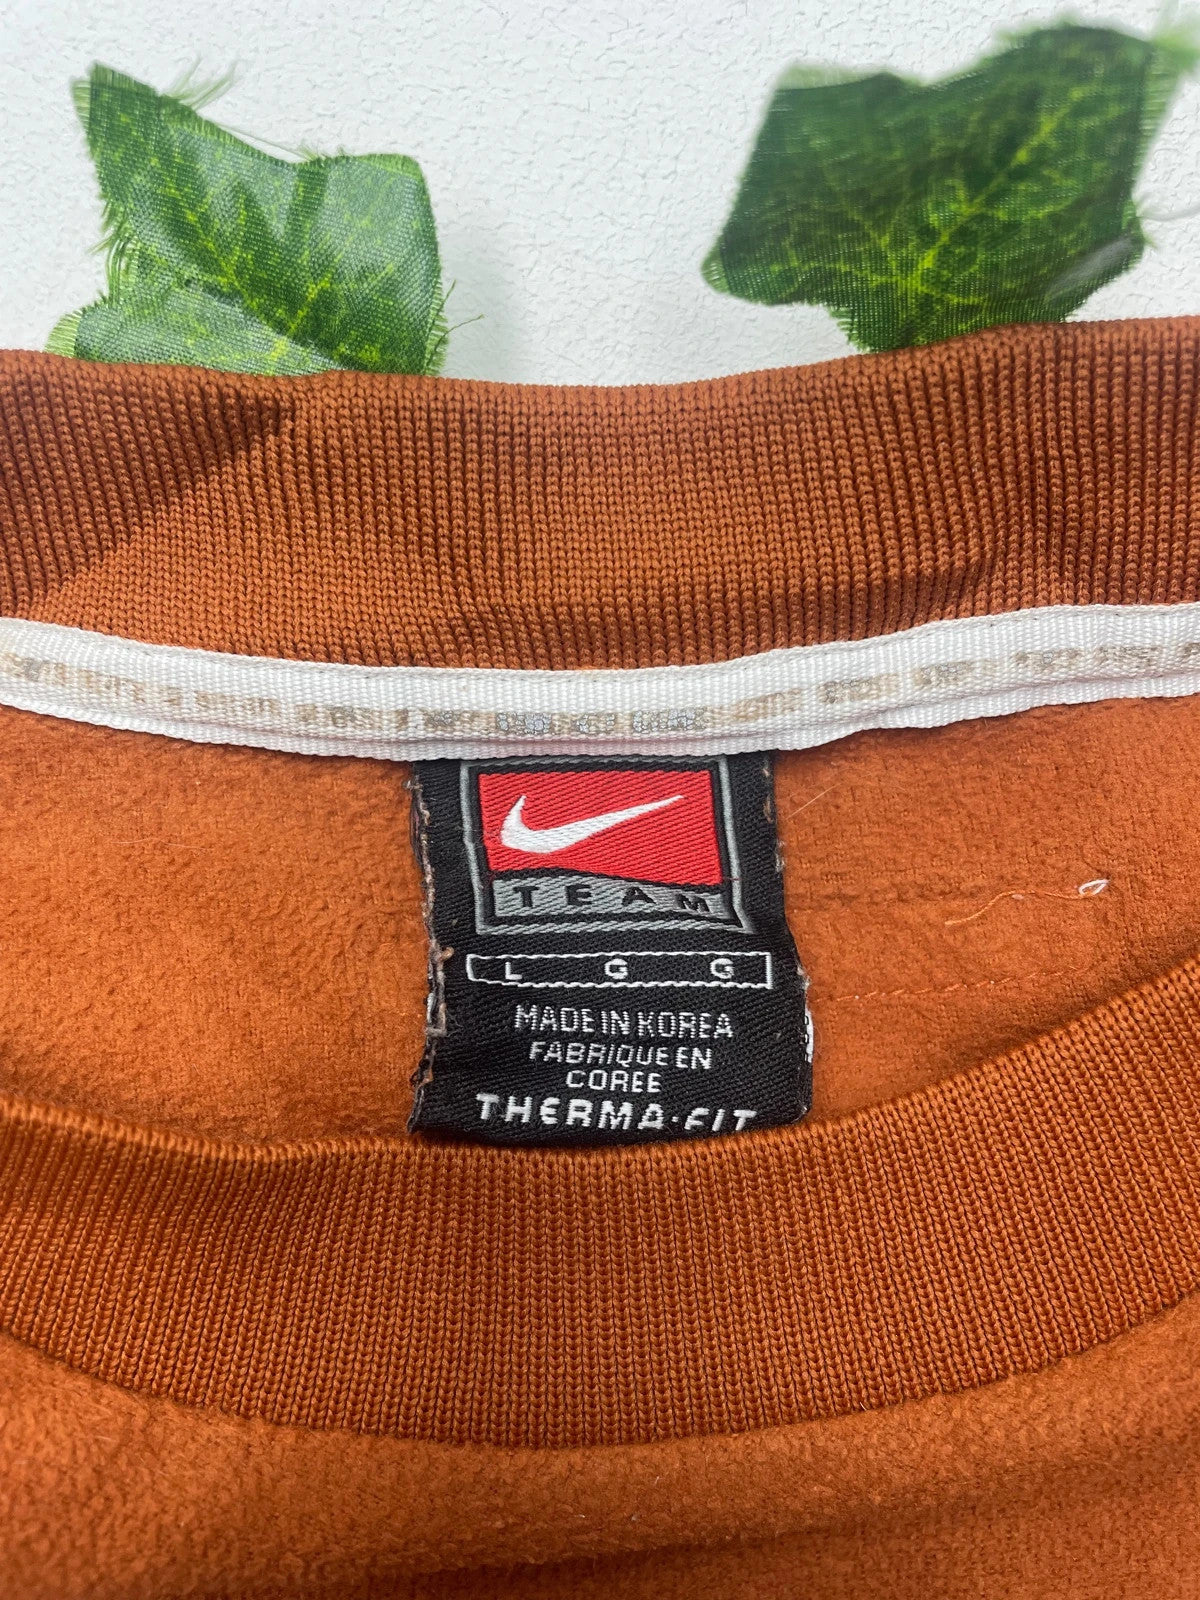 TEAM
L G G
MADE IN KOREA
FABRIQUE EN
COREE
THERMA·FIT